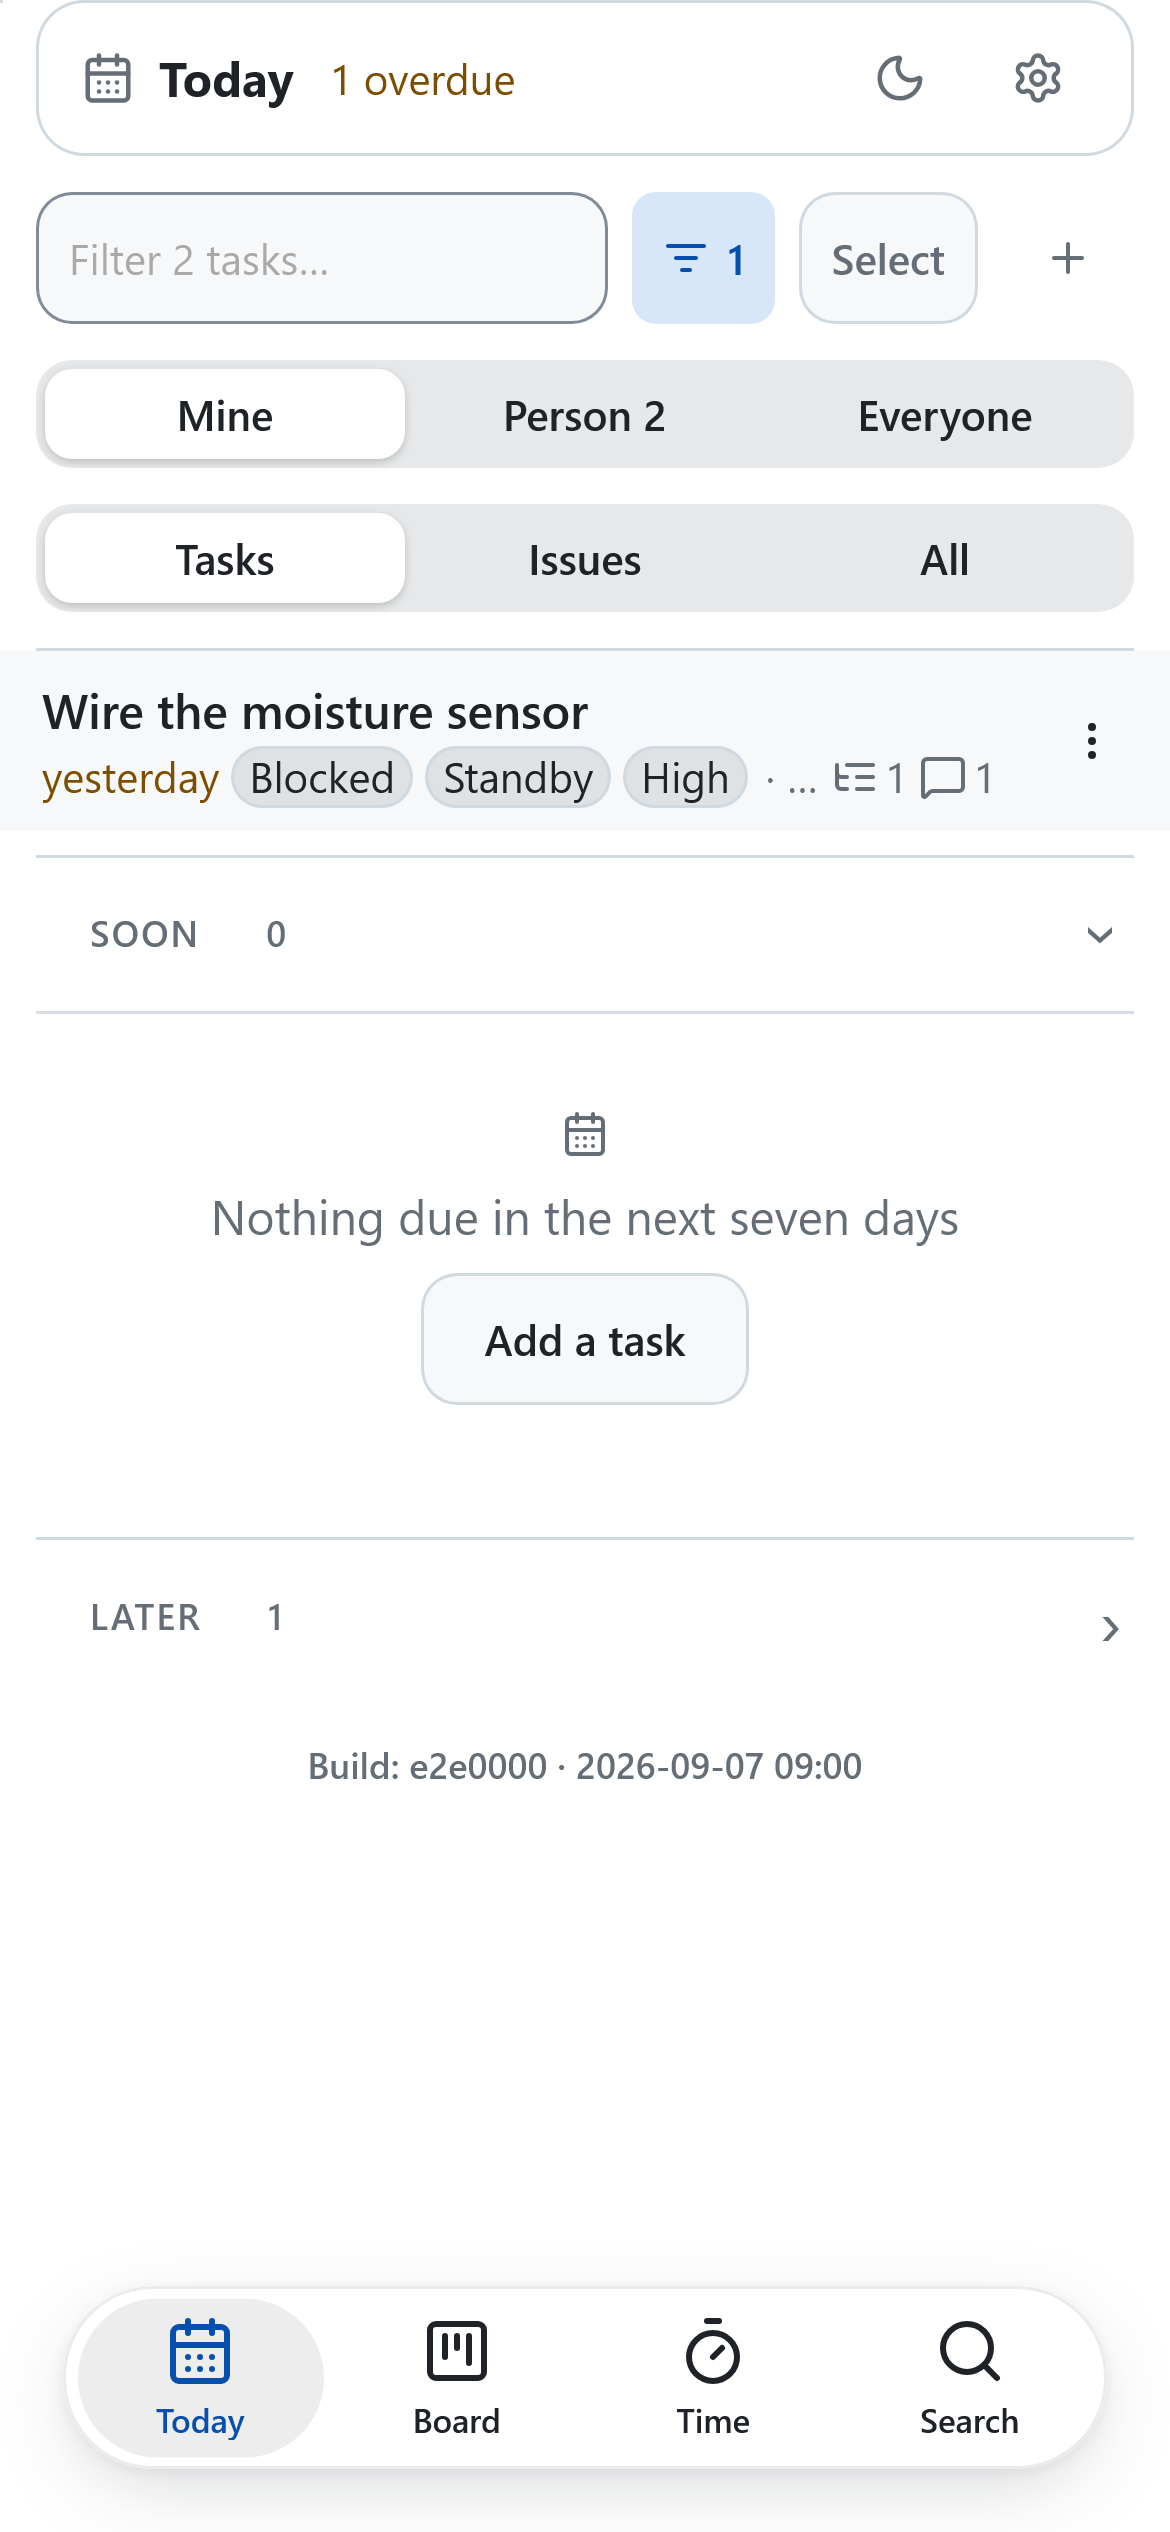 Today 1 overdue
Filter 2 tasks... 1 Select
Mine Person 2 Everyone
Tasks Issues All
Wire the moisture sensor
yesterday Blocked Standby High · ... 1 1
SOON 0
Nothing due in the next seven days
Add a task
LATER 1
Build: e2e0000 · 2026-09-07 09:00
Today Board Time Search